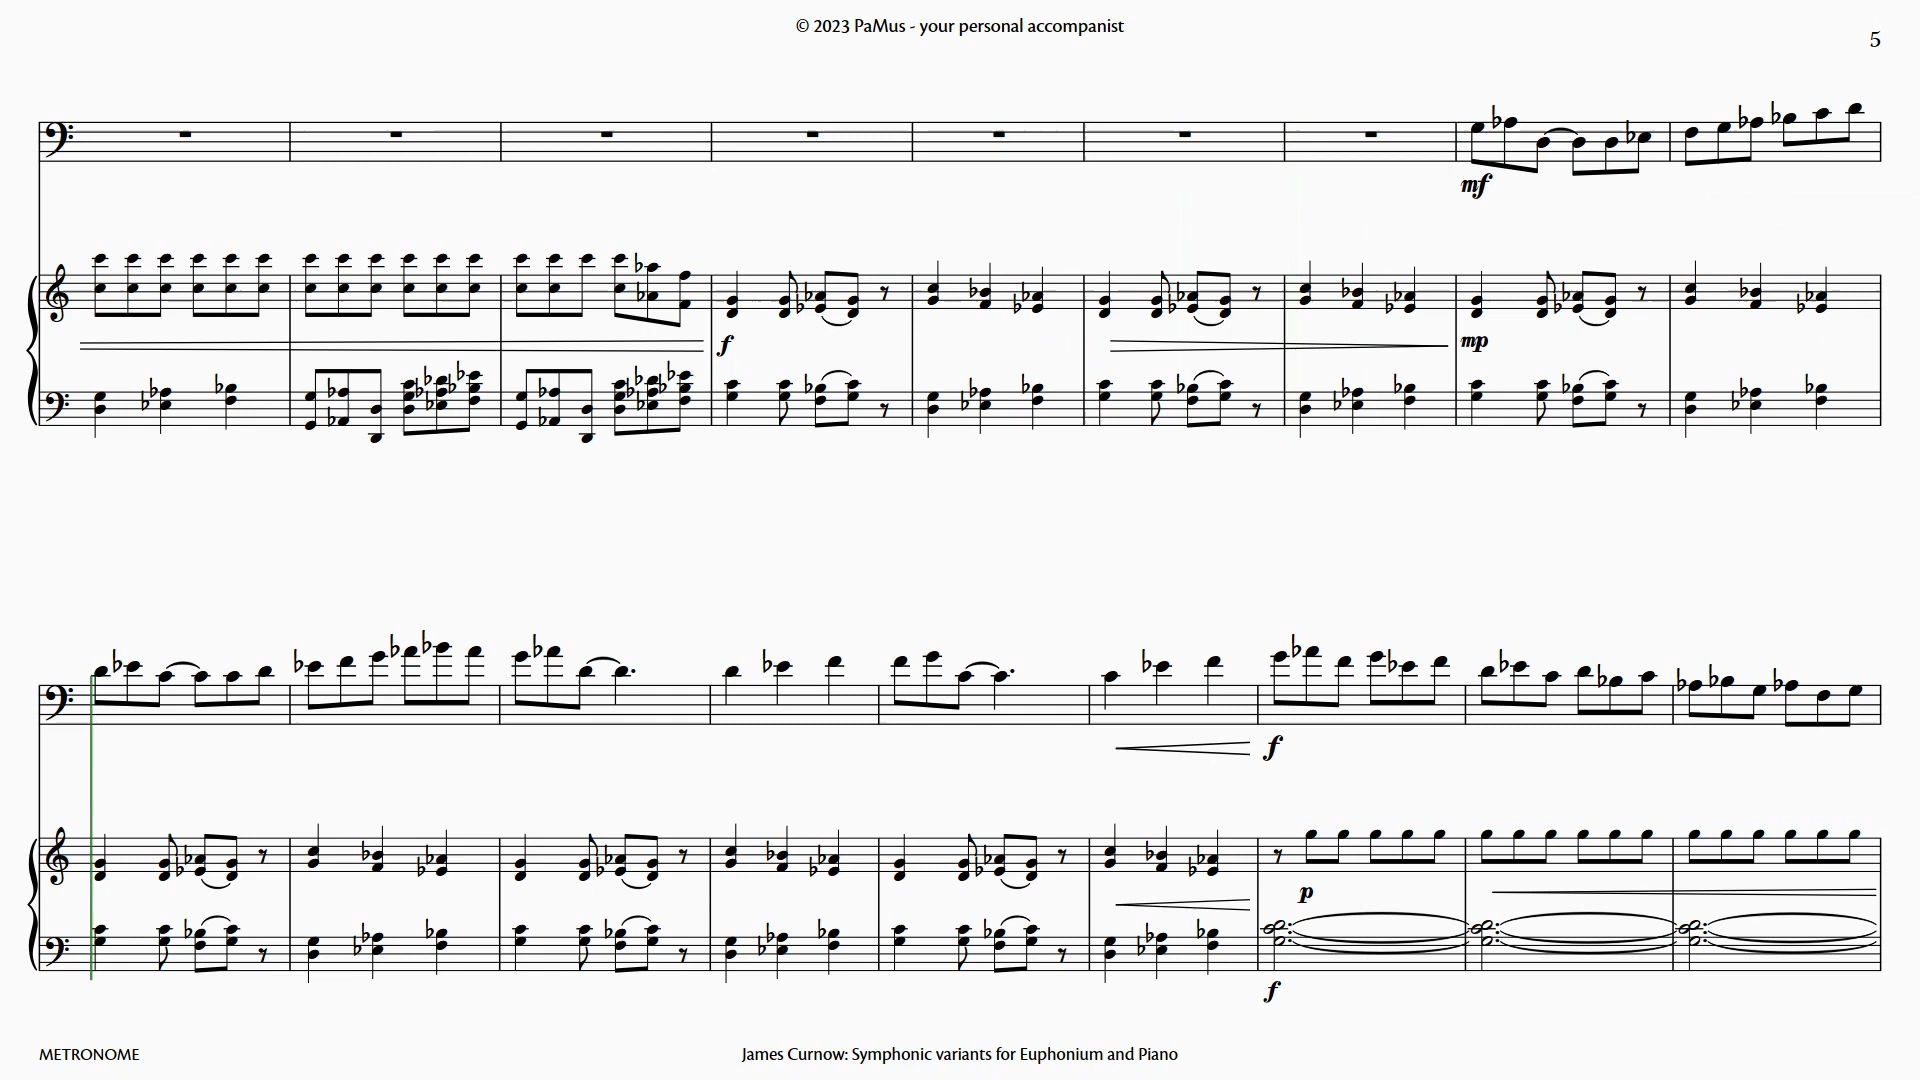 © 2023 PaMus - your personal accompanist
5
mf
f
mp
f
p
f
METRONOME
James Curnow: Symphonic variants for Euphonium and Piano